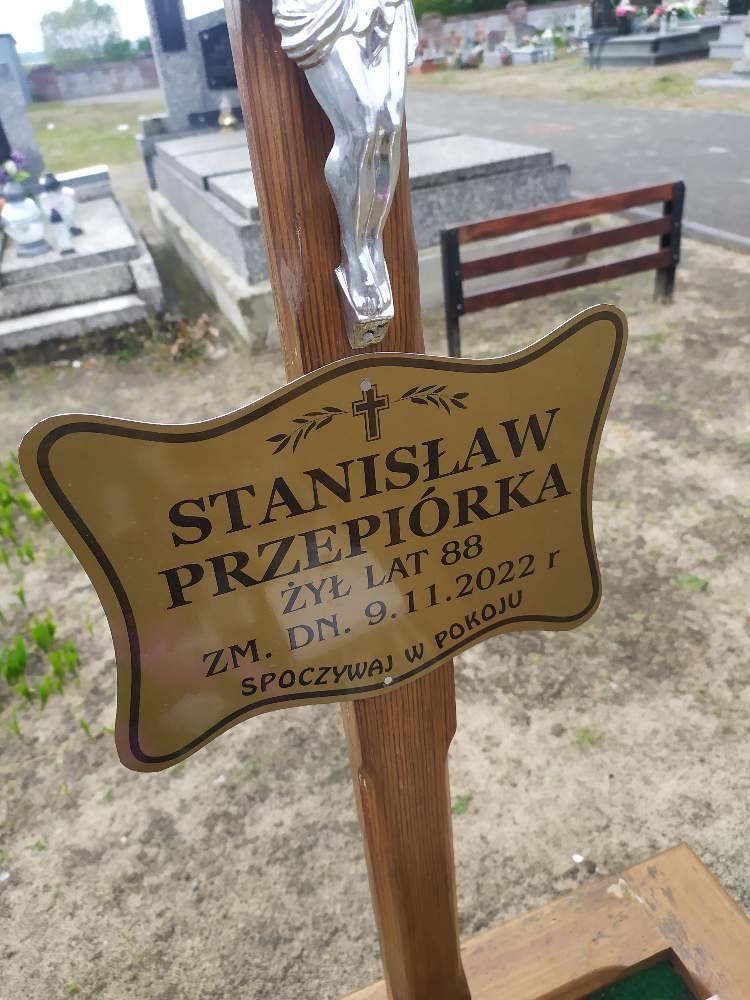 STANISŁAW
PRZEPIÓRKA
ŻYŁ LAT 88
ZM. DN. 9.11.2022 r
SPOCZYWAJ W POKOJU